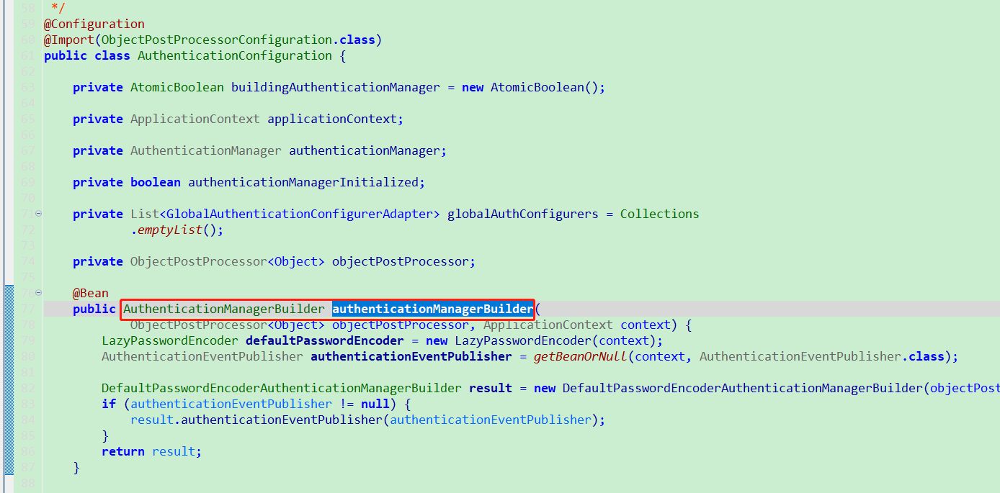 58 */
59 @Configuration
60 @Import(ObjectPostProcessorConfiguration.class)
61 public class AuthenticationConfiguration {
62
63 private AtomicBoolean buildingAuthenticationManager = new AtomicBoolean();
64
65 private ApplicationContext applicationContext;
66
67 private AuthenticationManager authenticationManager;
68
69 private boolean authenticationManagerInitialized;
70
71 private List<GlobalAuthenticationConfigurerAdapter> globalAuthConfigurers = Collections
72 .emptyList();
73
74 private ObjectPostProcessor<Object> objectPostProcessor;
75
76 @Bean
77 public AuthenticationManagerBuilder authenticationManagerBuilder(
78 ObjectPostProcessor<Object> objectPostProcessor, ApplicationContext context) {
79 LazyPasswordEncoder defaultPasswordEncoder = new LazyPasswordEncoder(context);
80 AuthenticationEventPublisher authenticationEventPublisher = getBeanOrNull(context, AuthenticationEventPublisher.class);
81
82 DefaultPasswordEncoderAuthenticationManagerBuilder result = new DefaultPasswordEncoderAuthenticationManagerBuilder(objectPost
83 if (authenticationEventPublisher != null) {
84 result.authenticationEventPublisher(authenticationEventPublisher);
85 }
86 return result;
87 }
88